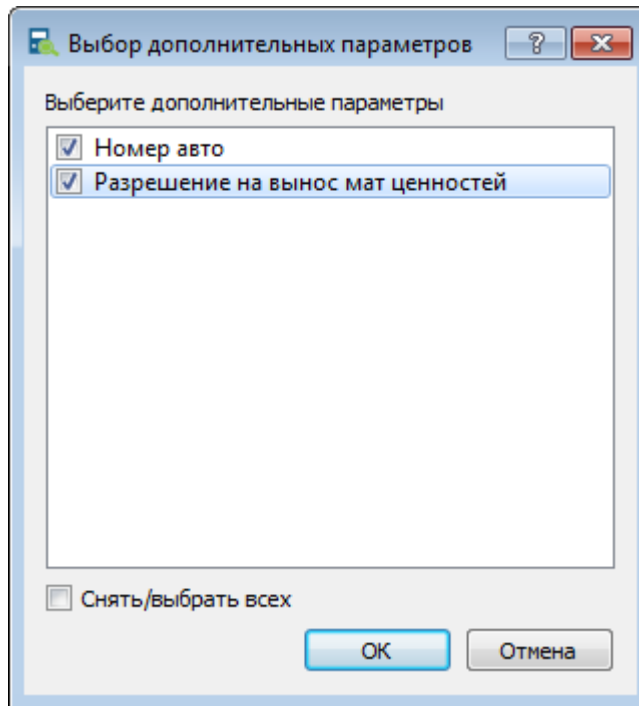 Выбор дополнительных параметров
Выберите дополнительные параметры
Номер авто
Разрешение на вынос мат ценностей
Снять/выбрать всех
ОК
Отмена